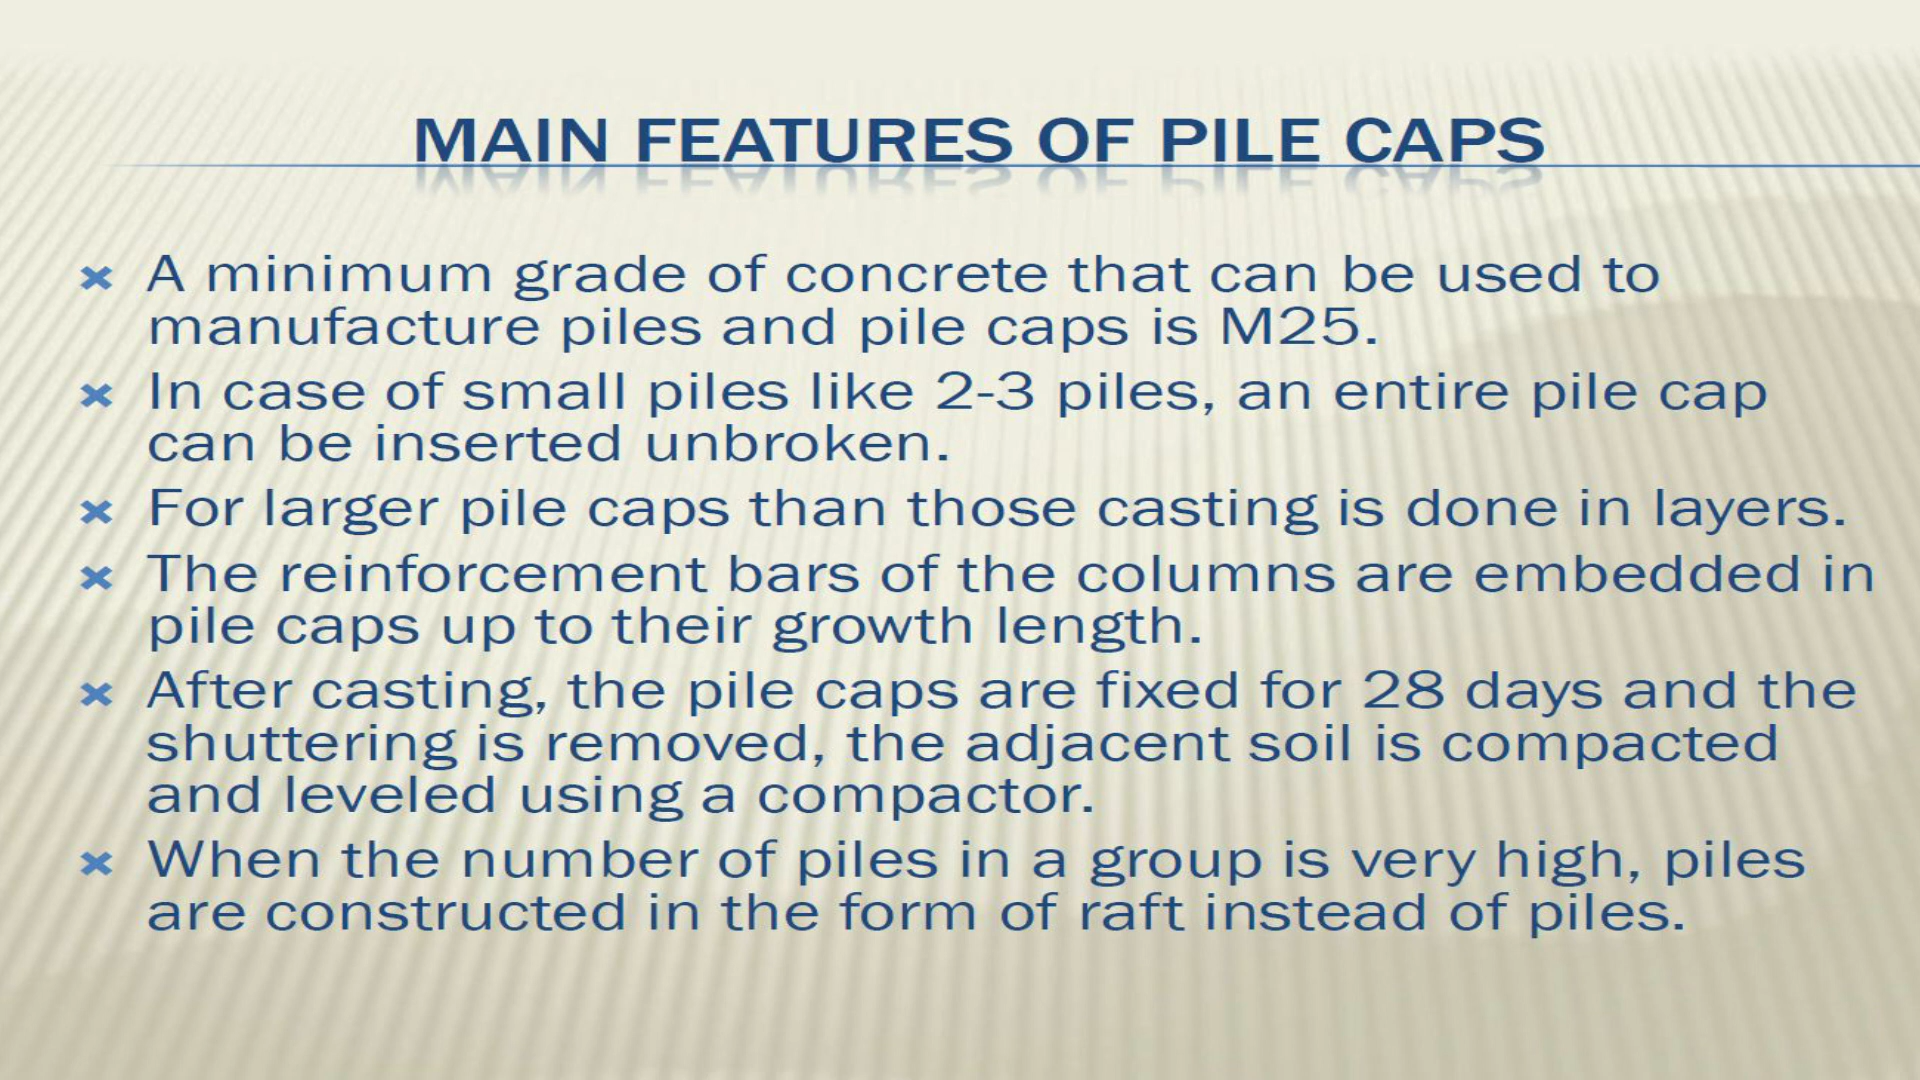 MAIN FEATURES OF PILE CAPS
A minimum grade of concrete that can be used to
manufacture piles and pile caps is M25.
In case of small piles like 2-3 piles, an entire pile cap
can be inserted unbroken.
For larger pile caps than those casting is done in layers.
The reinforcement bars of the columns are embedded in
pile caps up to their growth length.
After casting, the pile caps are fixed for 28 days and the
shuttering is removed, the adjacent soil is compacted
and leveled using a compactor.
When the number of piles in a group is very high, piles
are constructed in the form of raft instead of piles.